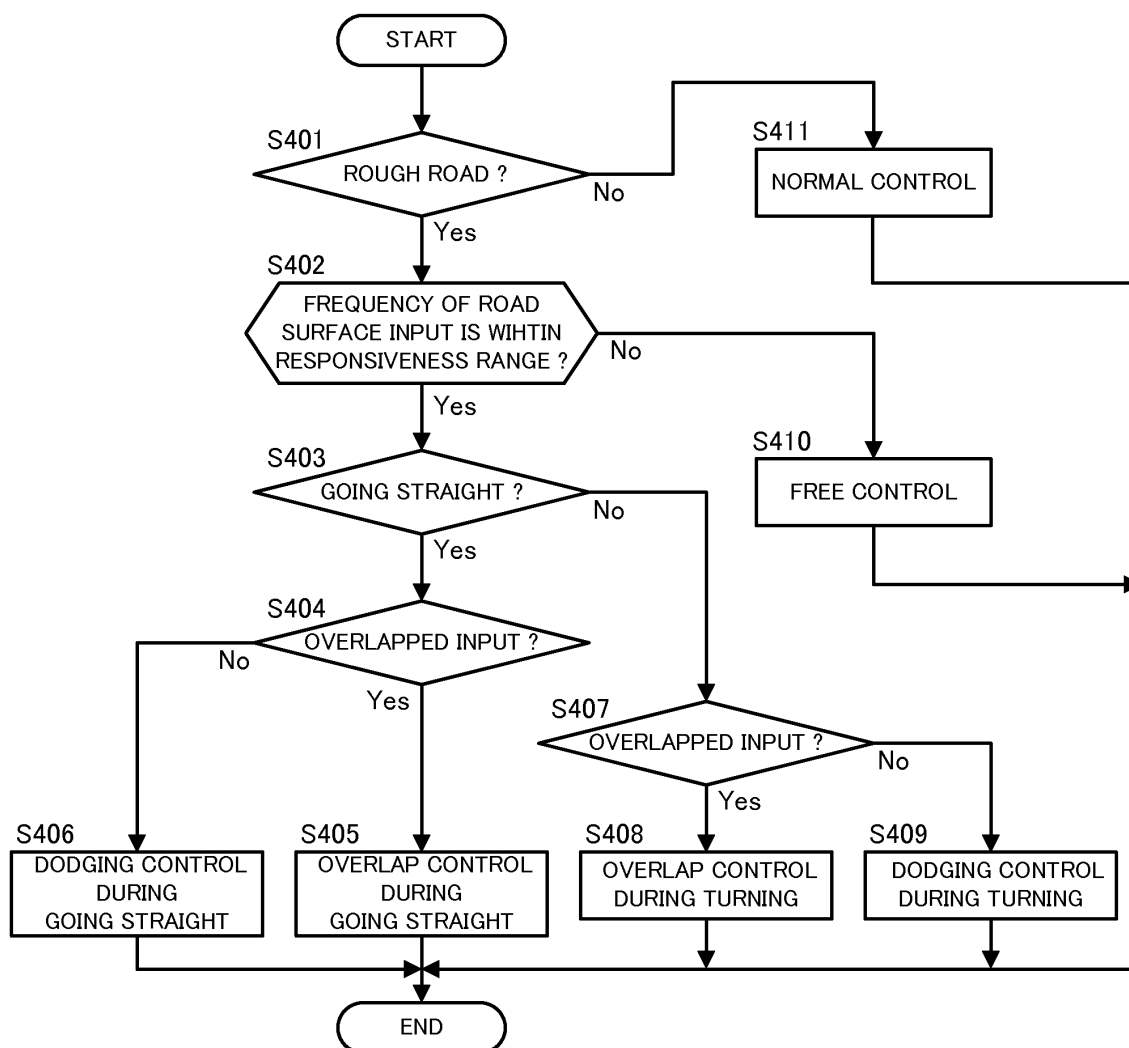 START
S401
ROUGH ROAD ?
No
Yes
S411
NORMAL CONTROL
S402
FREQUENCY OF ROAD
SURFACE INPUT IS WIHTIN
RESPONSIVENESS RANGE ?
No
Yes
S410
FREE CONTROL
S403
GOING STRAIGHT ?
No
Yes
S404
OVERLAPPED INPUT ?
No
Yes
S407
OVERLAPPED INPUT ?
No
Yes
S406
DODGING CONTROL
DURING
GOING STRAIGHT
S405
OVERLAP CONTROL
DURING
GOING STRAIGHT
S408
OVERLAP CONTROL
DURING TURNING
S409
DODGING CONTROL
DURING TURNING
END